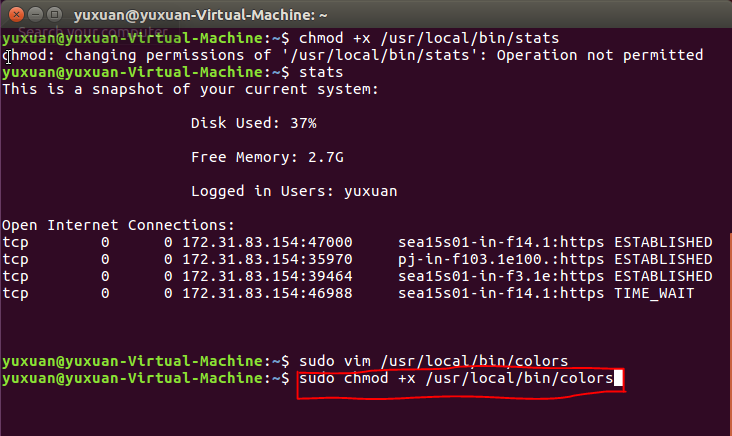 yuxuan@yuxuan-Virtual-Machine: ~
Search your computer
yuxuan@yuxuan-Virtual-Machine:~$ chmod +x /usr/local/bin/stats
chmod: changing permissions of '/usr/local/bin/stats': Operation not permitted
yuxuan@yuxuan-Virtual-Machine:~$ stats
This is a snapshot of your current system:
Disk Used: 37%
Free Memory: 2.7G
Logged in Users: yuxuan
Open Internet Connections:
tcp 0 0 172.31.83.154:47000 sea15s01-in-f14.1:https ESTABLISHED
tcp 0 0 172.31.83.154:35970 pj-in-f103.1e100.:https ESTABLISHED
tcp 0 0 172.31.83.154:39464 sea15s01-in-f3.1e:https ESTABLISHED
tcp 0 0 172.31.83.154:46988 sea15s01-in-f14.1:https TIME_WAIT
yuxuan@yuxuan-Virtual-Machine:~$ sudo vim /usr/local/bin/colors
yuxuan@yuxuan-Virtual-Machine:~$ sudo chmod +x /usr/local/bin/colors